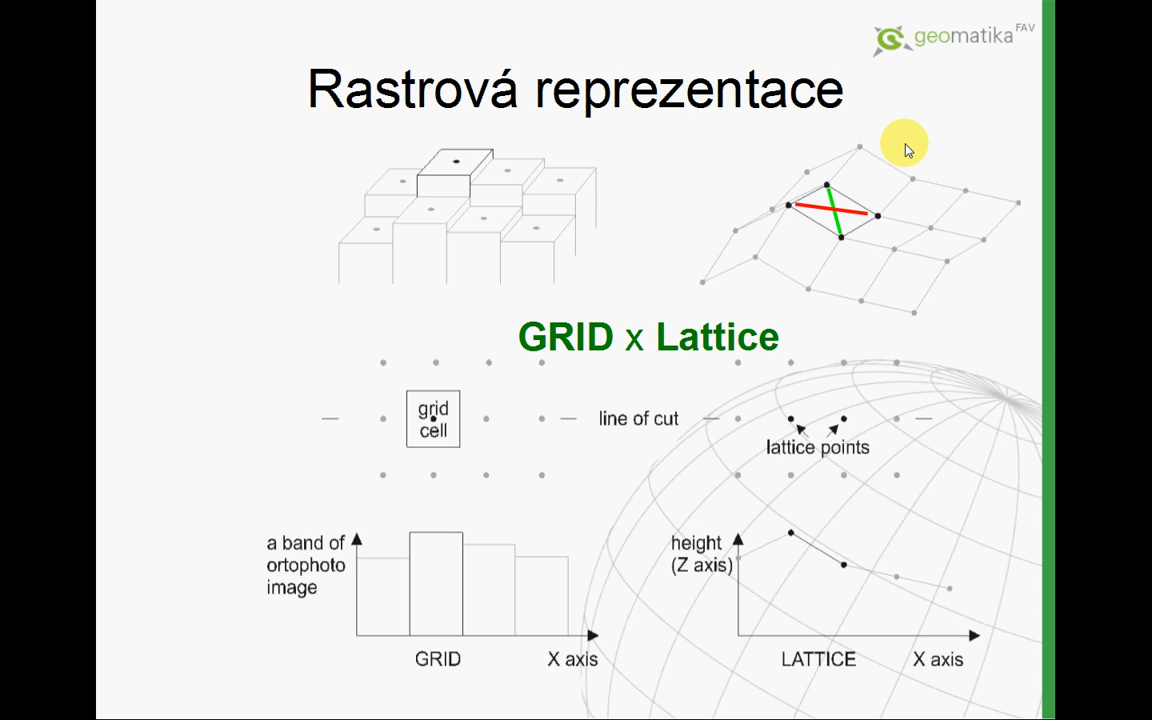 geomatika FAV
Rastrová reprezentace
GRID x Lattice
grid
cell
line of cut
lattice points
a band of
ortophoto
image
GRID
X axis
height
(Z axis)
LATTICE
X axis